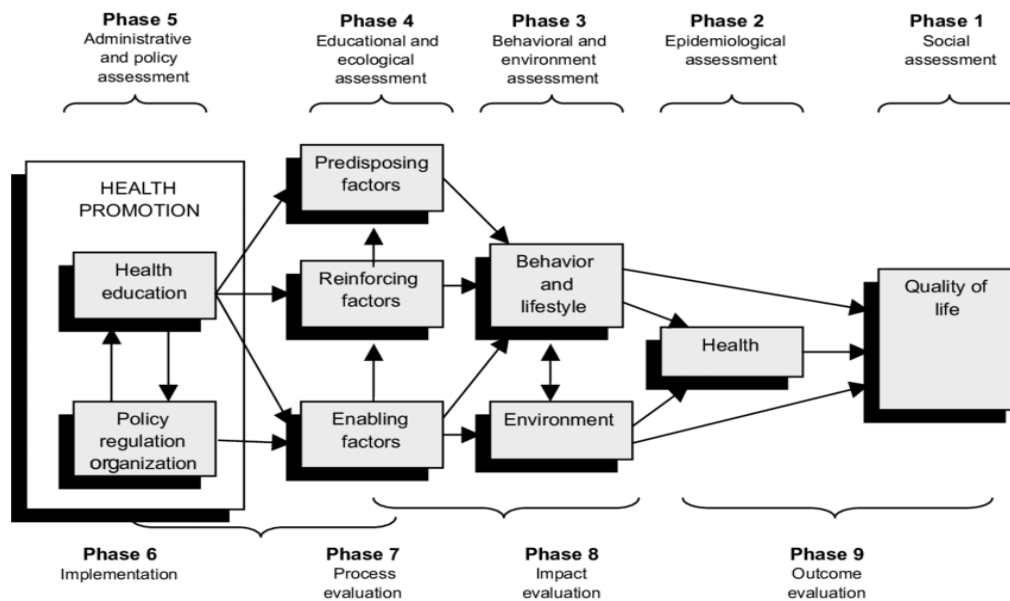 Phase 5
Administrative
and policy
assessment
Phase 4
Educational and
ecological
assessment
Phase 3
Behavioral and
environment
assessment
Phase 2
Epidemiological
assessment
Phase 1
Social
assessment
HEALTH
PROMOTION
Health
education
Policy
regulation
organization
Predisposing
factors
Reinforcing
factors
Enabling
factors
Behavior
and
lifestyle
Environment
Health
Quality of
life
Phase 6
Implementation
Phase 7
Process
evaluation
Phase 8
Impact
evaluation
Phase 9
Outcome
evaluation